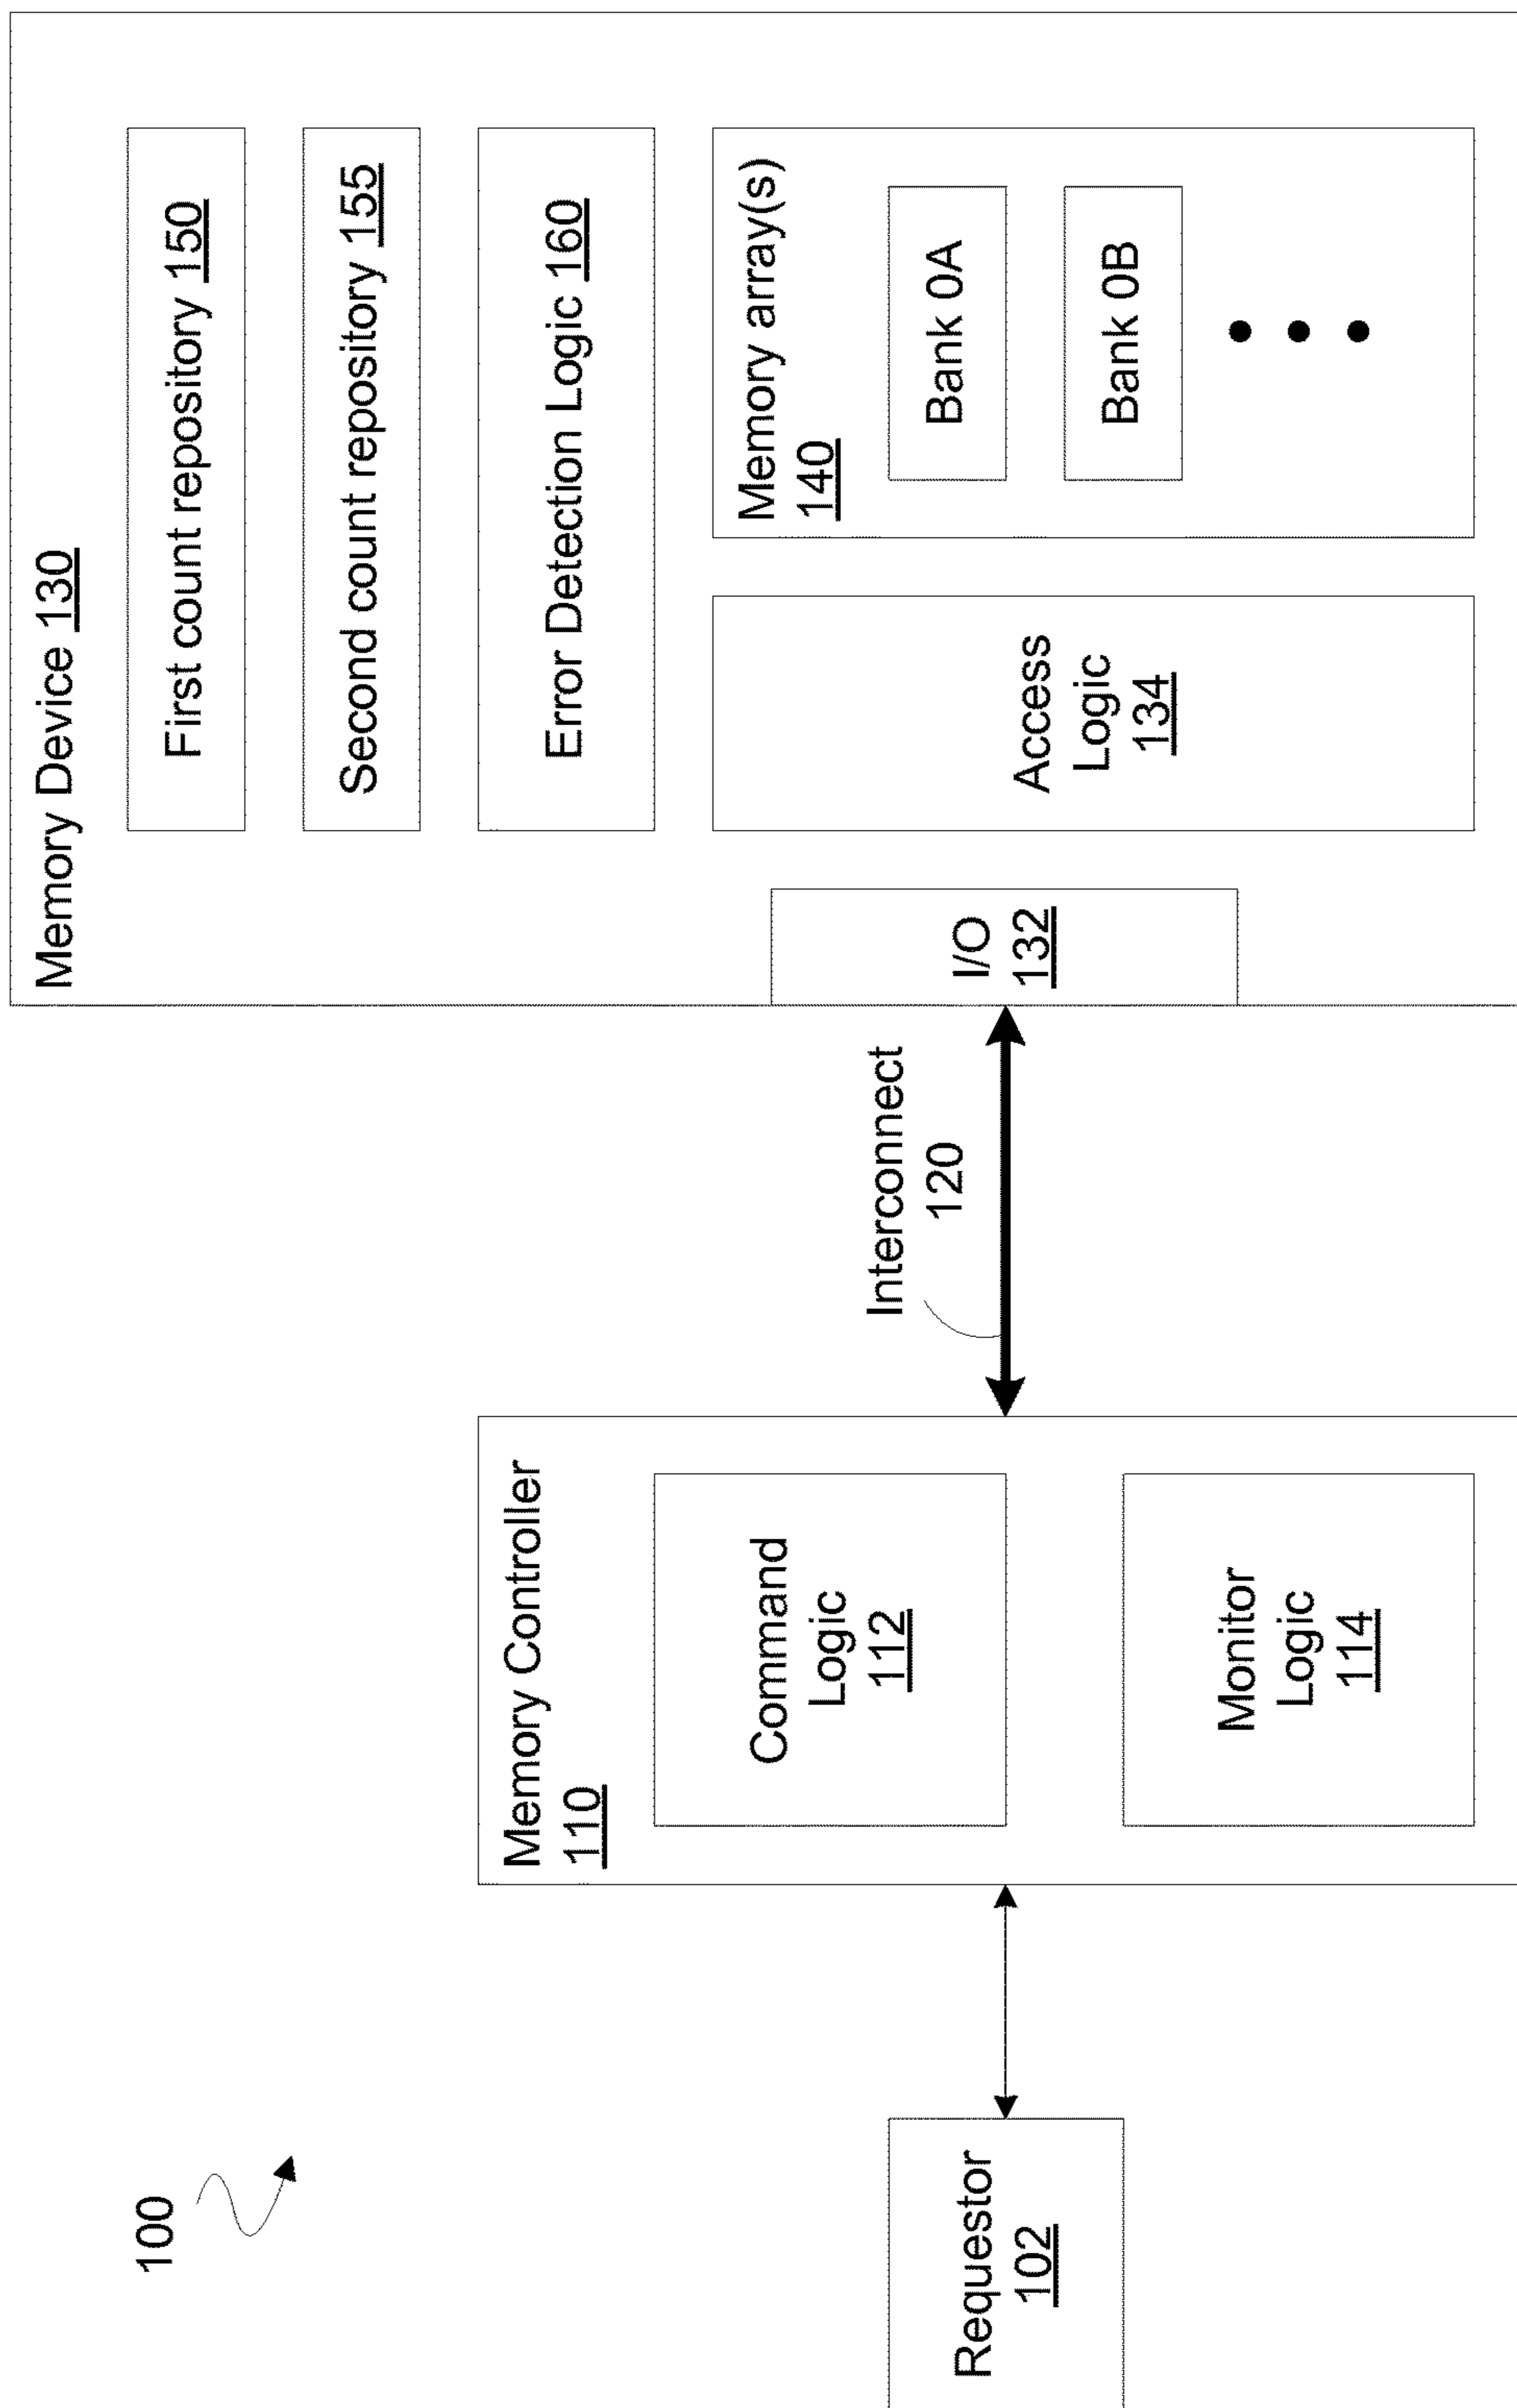 100
Requestor
102
Memory Controller
110
Command
Logic
112
Monitor
Logic
114
Interconnect
120
Memory Device 130
First count repository 150
Second count repository 155
Error Detection Logic 160
I/O
132
Access
Logic
134
Memory array(s)
140
Bank 0A
Bank 0B